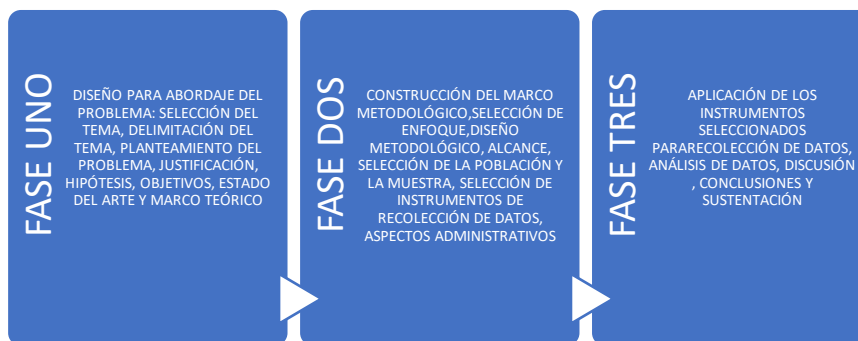 FASE UNO
DISEÑO PARA ABORDAJE DEL
PROBLEMA: SELECCIÓN DEL
TEMA, DELIMITACIÓN DEL
TEMA, PLANTEAMIENTO DEL
PROBLEMA, JUSTIFICACIÓN,
HIPÓTESIS, OBJETIVOS, ESTADO
DEL ARTE Y MARCO TEÓRICO
FASE DOS
CONSTRUCCIÓN DEL MARCO
METODOLÓGICO,SELECCIÓN DE
ENFOQUE,DISEÑO
METODOLÓGICO, ALCANCE,
SELECCIÓN DE LA POBLACIÓN Y
LA MUESTRA, SELECCIÓN DE
INSTRUMENTOS DE
RECOLECCIÓN DE DATOS,
ASPECTOS ADMINISTRATIVOS
FASE TRES
APLICACIÓN DE LOS
INSTRUMENTOS
SELECCIONADOS
PARARECOLECCIÓN DE DATOS,
ANÁLISIS DE DATOS, DISCUSIÓN
, CONCLUSIONES Y
SUSTENTACIÓN